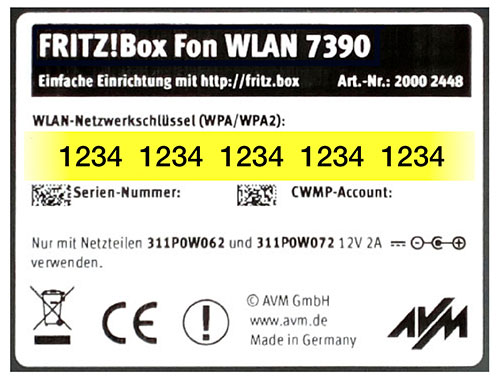 FRITZ!Box Fon WLAN 7390
Einfache Einrichtung mit http://fritz.box Art.-Nr.: 2000 2448
WLAN-Netzwerkschlüssel (WPA/WPA2):
1234 1234 1234 1234 1234
Serien-Nummer: CWMP-Account:
Nur mit Netzteilen 311P0W062 und 311P0W072 12V 2A
verwenden.
CE
© AVM GmbH
www.avm.de
Made in Germany
AVM